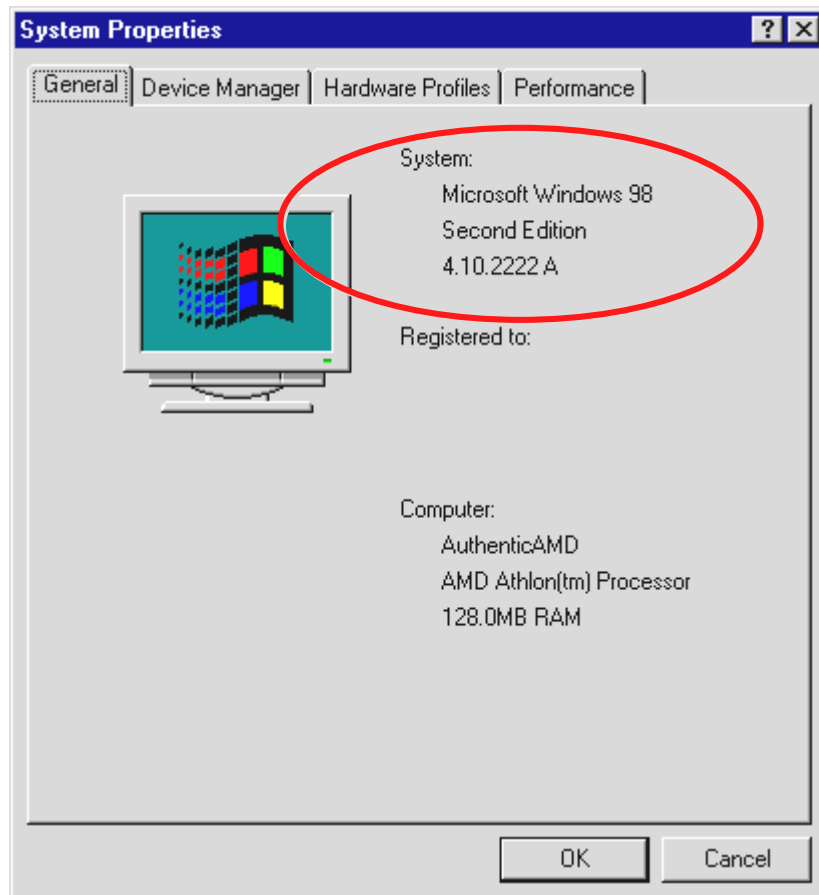 System Properties
General Device Manager Hardware Profiles Performance
System:
Microsoft Windows 98
Second Edition
4.10.2222 A
Registered to:
Computer:
AuthenticAMD
AMD Athlon(tm) Processor
128.0MB RAM
OK Cancel